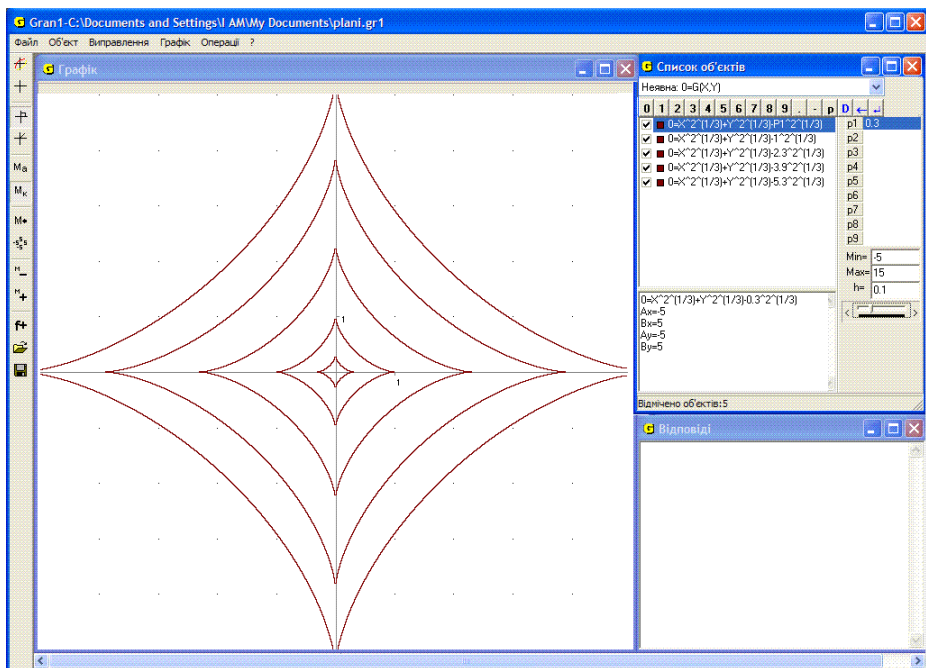 Gran1-C:\Documents and Settings\I AM\My Documents\plani.gr1
Файл Об'єкт Виправлення Графік Операції ?
Графік
1
1
Список об'єктів
Неявна: 0=G(X,Y)
0 1 2 3 4 5 6 7 8 9 . - p D ← ↵
0=X^2^(1/3)+Y^2^(1/3)-P1^2^(1/3) p1 0.3
0=X^2^(1/3)+Y^2^(1/3)-1^2^(1/3) p2
0=X^2^(1/3)+Y^2^(1/3)-2.3^2^(1/3) p3
0=X^2^(1/3)+Y^2^(1/3)-3.9^2^(1/3) p4
0=X^2^(1/3)+Y^2^(1/3)-5.3^2^(1/3) p5
p6
p7
p8
p9
Min= -5
Max= 15
h= 0.1
0=X^2^(1/3)+Y^2^(1/3)-0.3^2^(1/3)
Ax=-5
Bx=5
Ay=-5
By=5
Відмічено об'єктів:5
Відповіді
Ma
Mк
M
M
M
f+